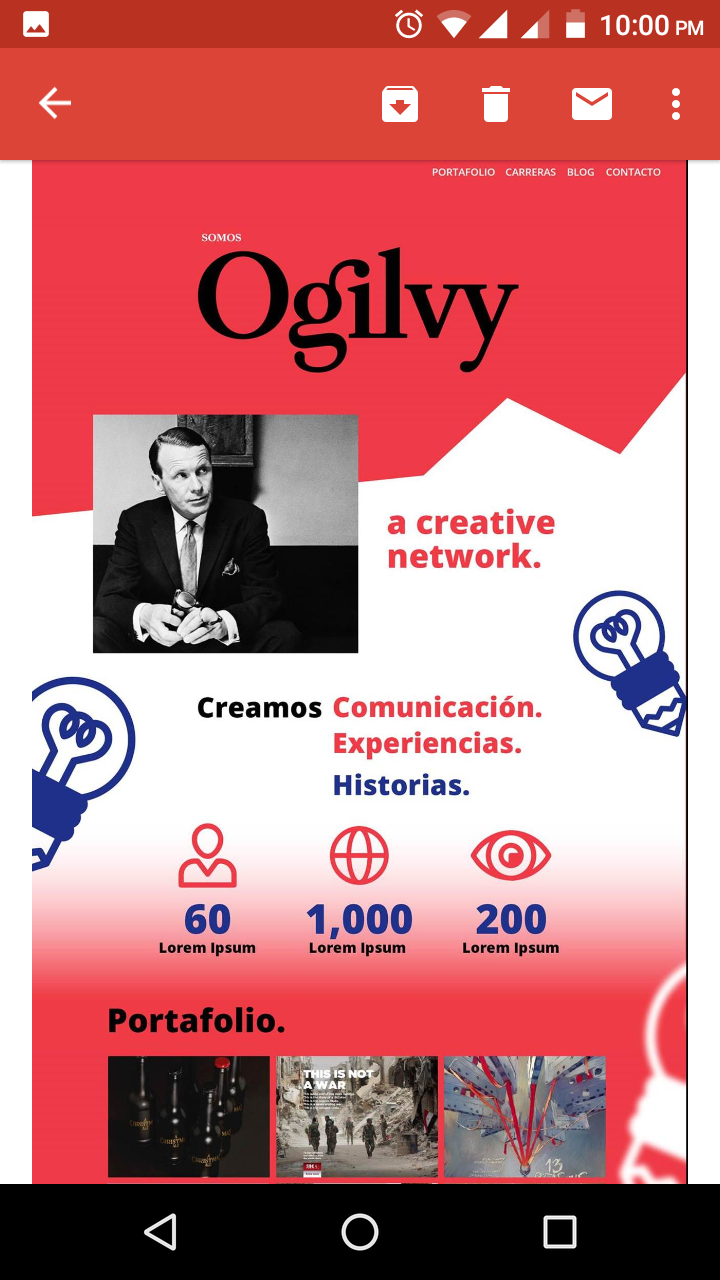 10:00 PM
PORTAFOLIO CARRERAS BLOG CONTACTO
SOMOS
Ogilvy
a creative
network.
Creamos Comunicación.
Experiencias.
Historias.
60 1,000 200
Lorem Ipsum Lorem Ipsum Lorem Ipsum
Portafolio.
THIS IS NOT
A WAR
13